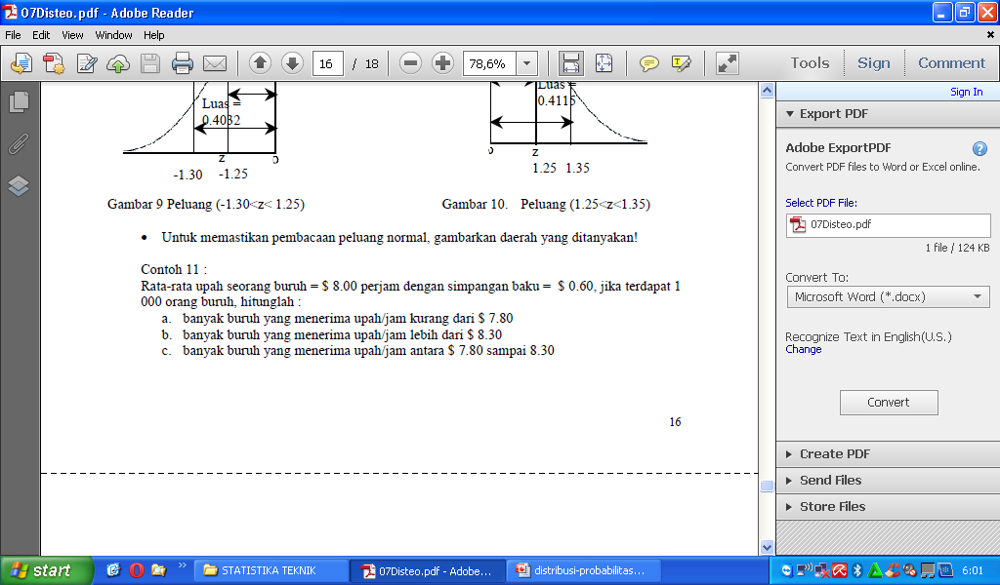 07Disteo.pdf - Adobe Reader
File Edit View Window Help
16 / 18 78,6% Tools Sign Comment
Sign In
Luas =
0.4032
z 0
-1.30 -1.25
Luas =
0.4115
0 z
1.25 1.35
Gambar 9 Peluang (-1.30<z< 1.25)
Gambar 10. Peluang (1.25<z<1.35)
• Untuk memastikan pembacaan peluang normal, gambarkan daerah yang ditanyakan!
Contoh 11 :
Rata-rata upah seorang buruh = $ 8.00 perjam dengan simpangan baku = $ 0.60, jika terdapat 1
000 orang buruh, hitunglah :
a. banyak buruh yang menerima upah/jam kurang dari $ 7.80
b. banyak buruh yang menerima upah/jam lebih dari $ 8.30
c. banyak buruh yang menerima upah/jam antara $ 7.80 sampai 8.30
16
Export PDF
Adobe ExportPDF
Convert PDF files to Word or Excel online.
Select PDF File:
07Disteo.pdf
1 file / 124 KB
Convert To:
Microsoft Word (*.docx)
Recognize Text in English(U.S.)
Change
Convert
Create PDF
Send Files
Store Files
start STATISTIKA TEKNIK 07Disteo.pdf - Adobe... distribusi-probabilitas... 6:01